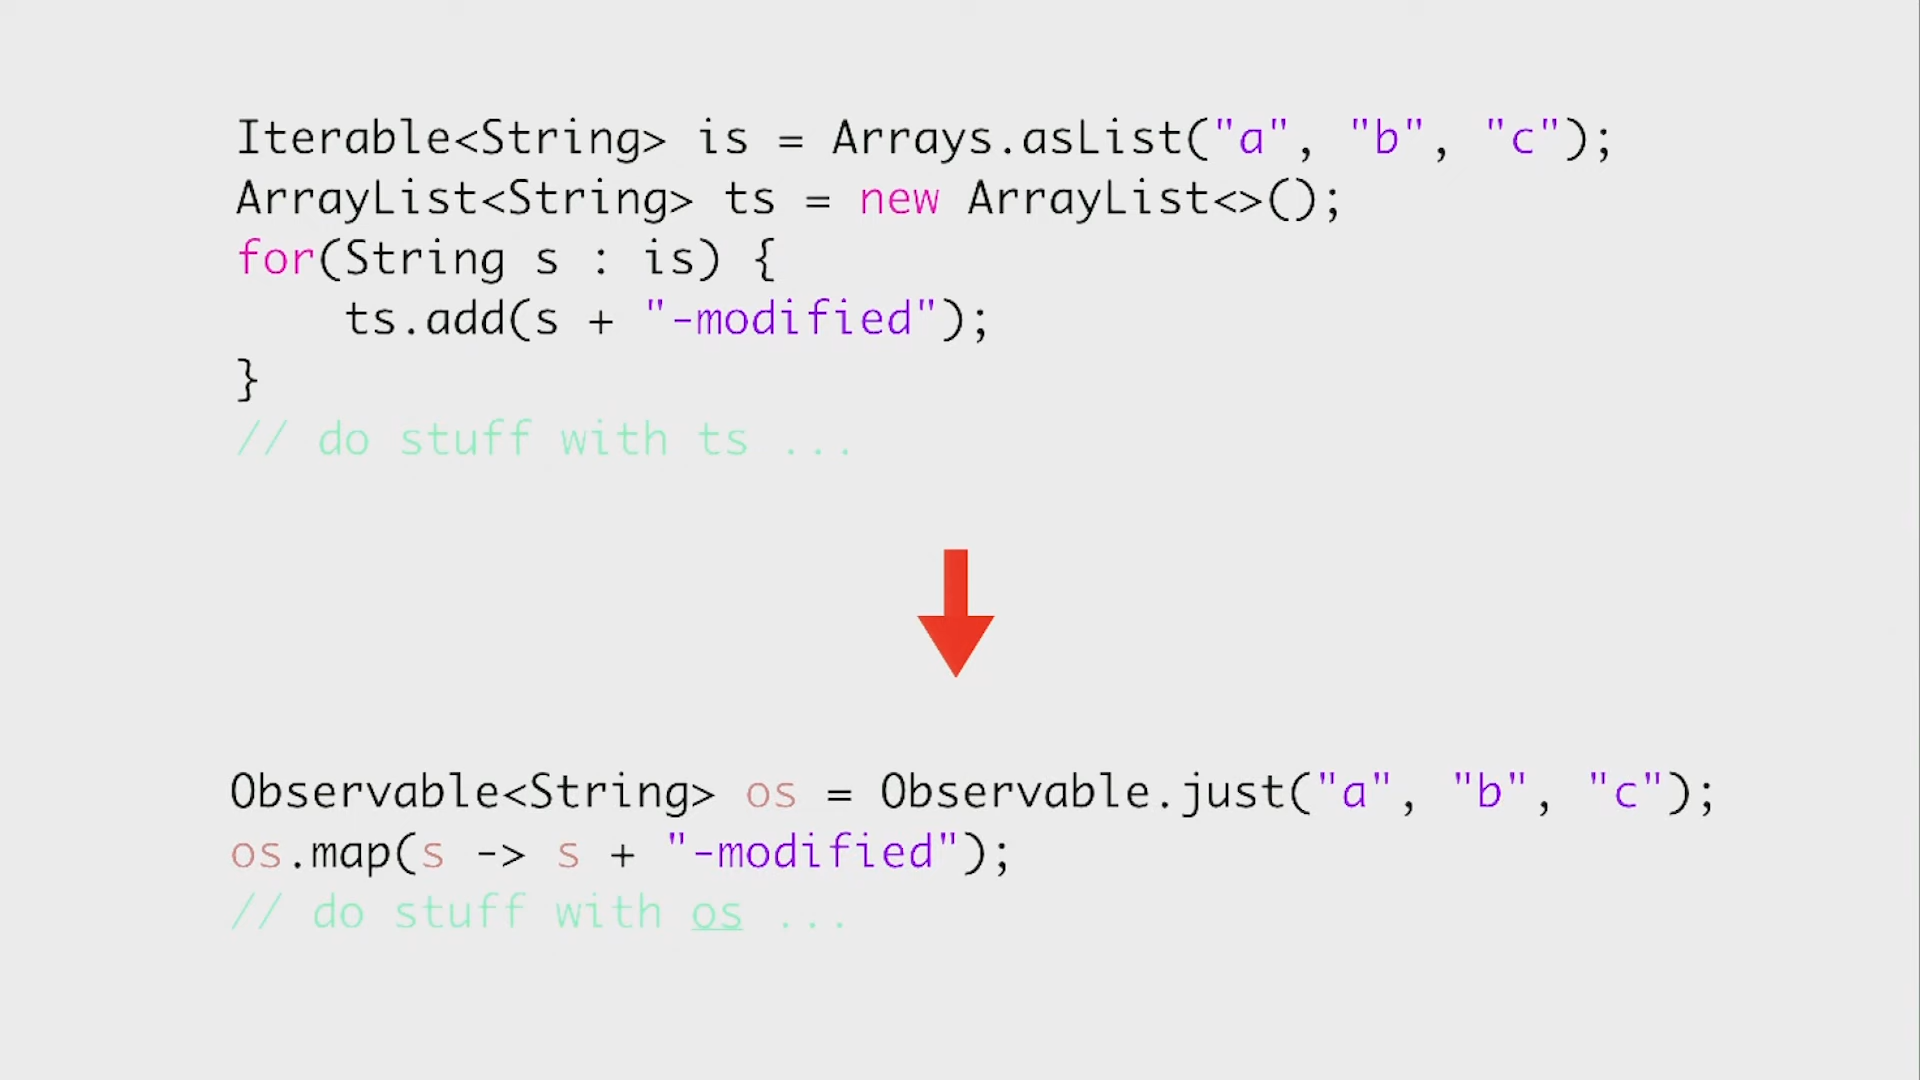 Iterable<String> is = Arrays.asList("a", "b", "c");
ArrayList<String> ts = new ArrayList<>();
for(String s : is) {
    ts.add(s + "-modified");
}
// do stuff with ts ...
Observable<String> os = Observable.just("a", "b", "c");
os.map(s -> s + "-modified");
// do stuff with os ...